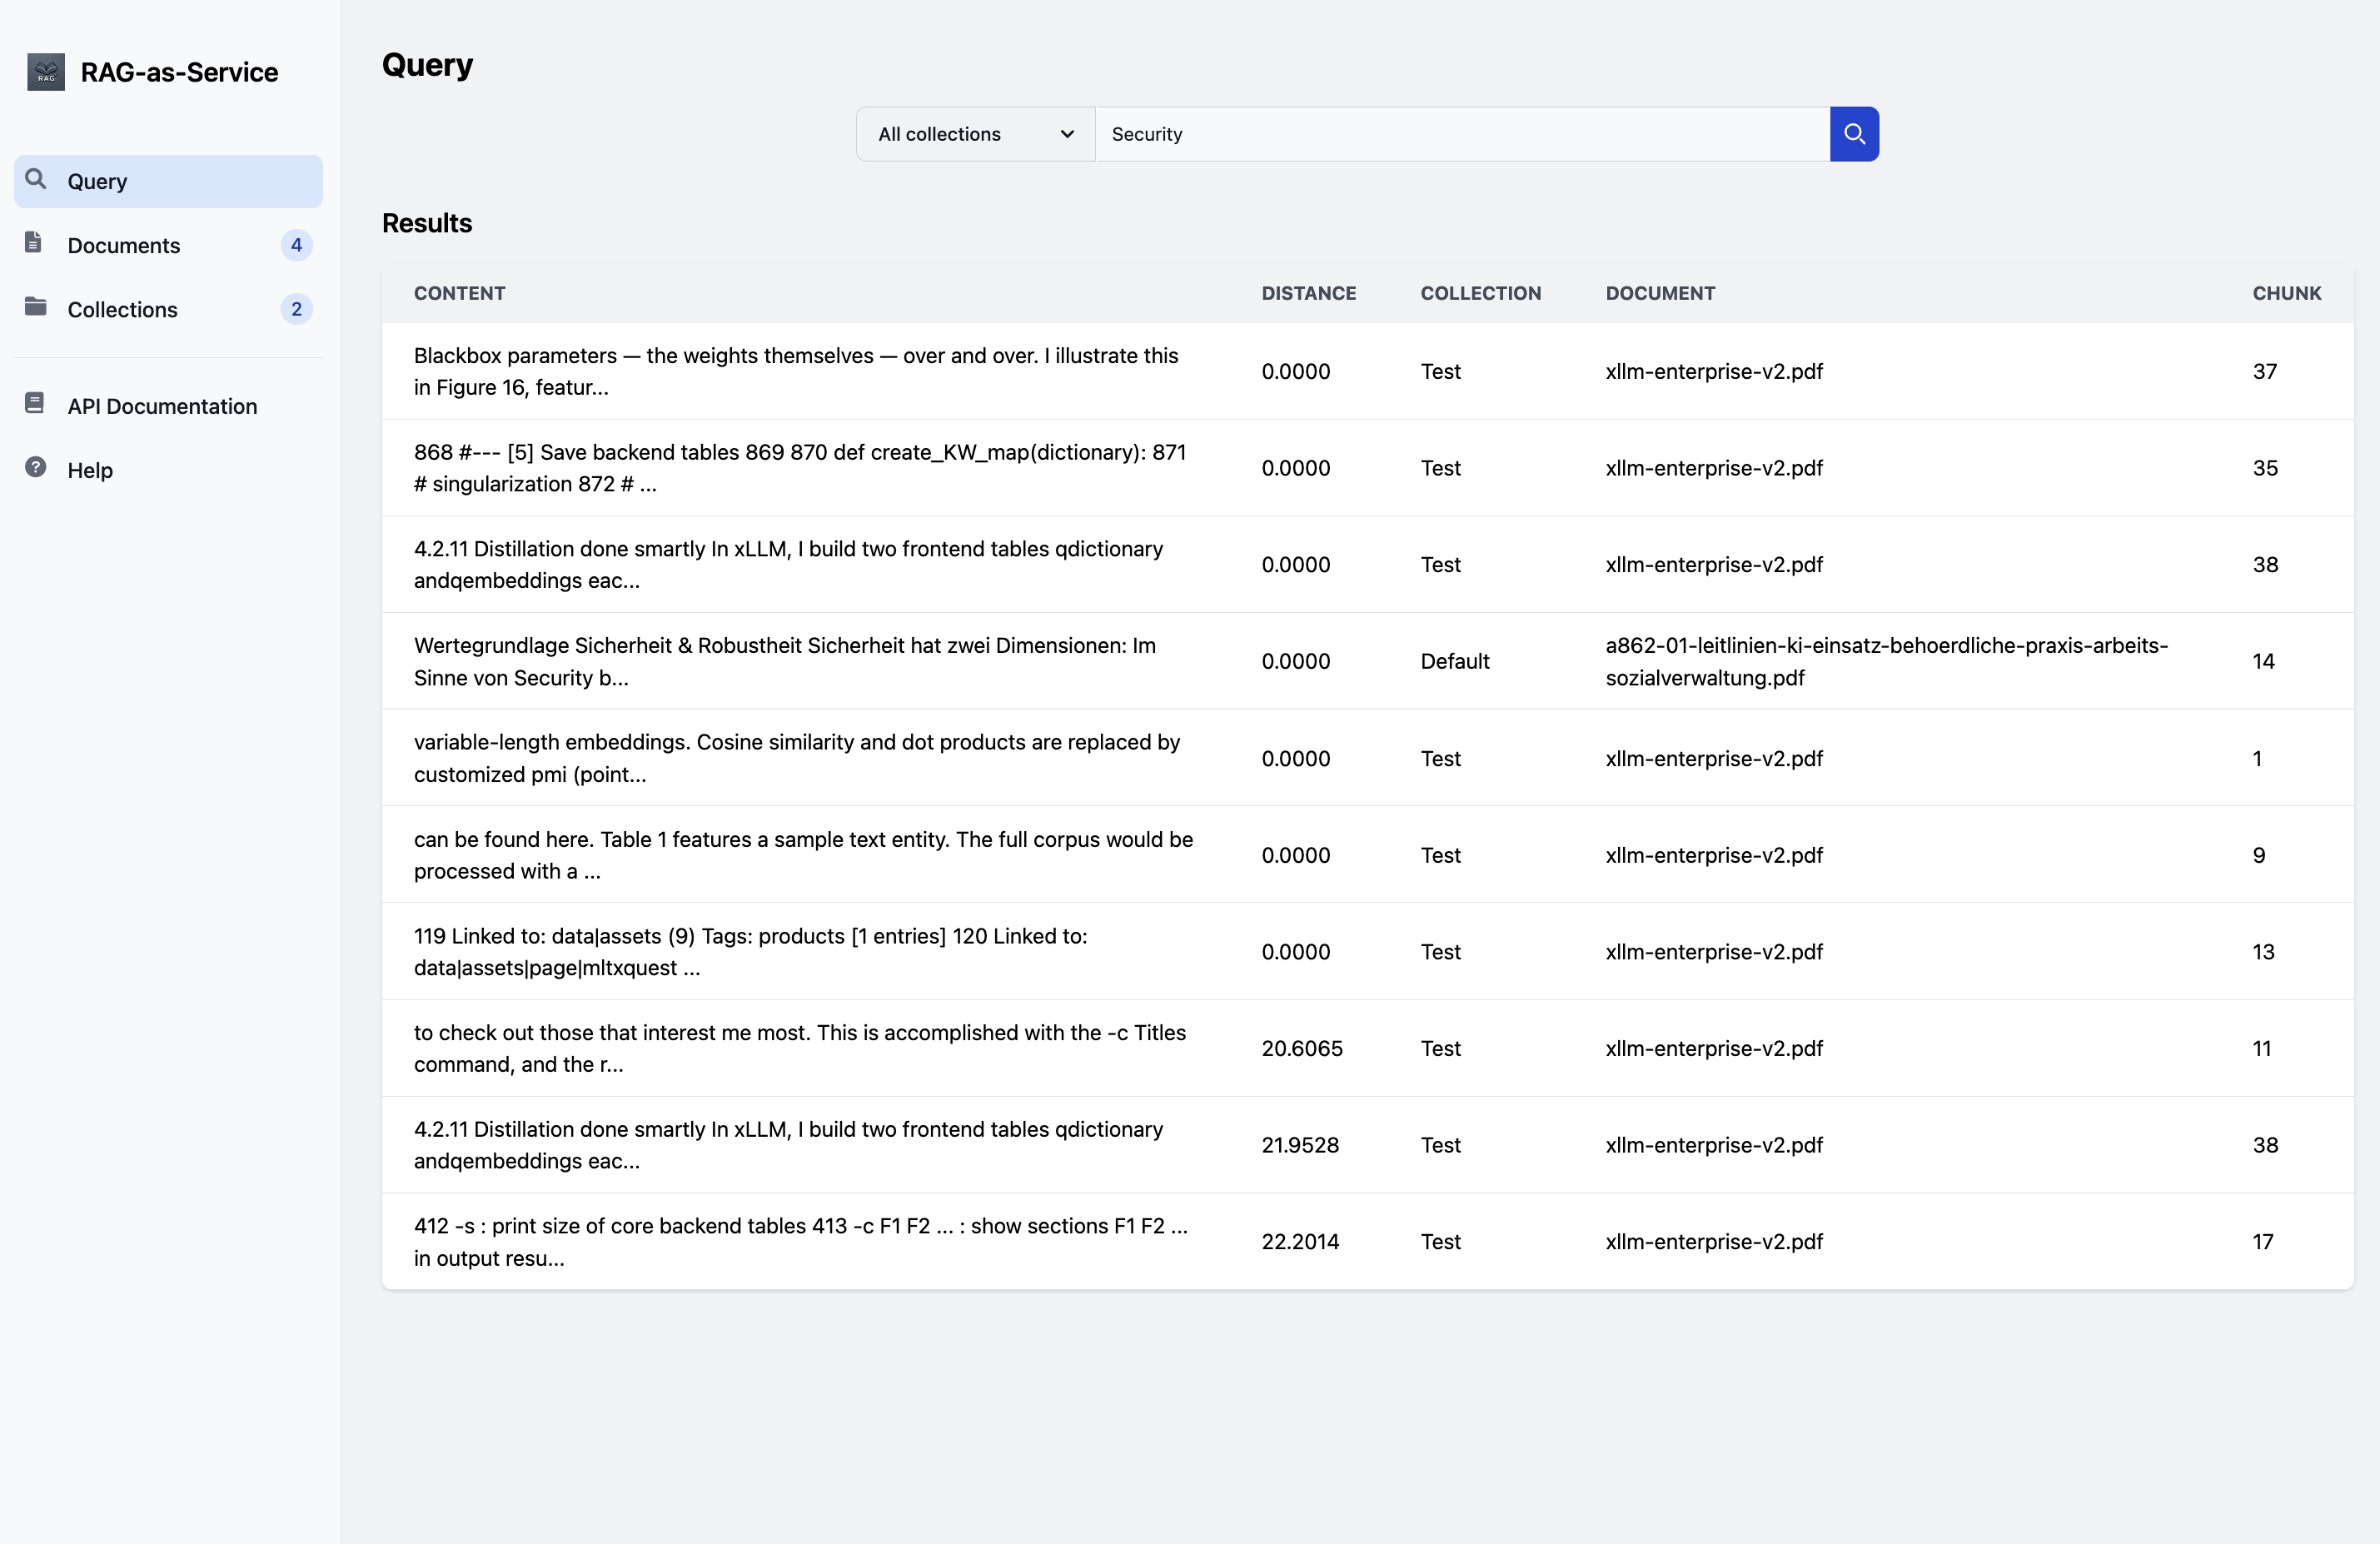 RAG
RAG-as-Service
Query
Documents 4
Collections 2
API Documentation
Help
Query
All collections Security
Results
CONTENT DISTANCE COLLECTION DOCUMENT CHUNK
Blackbox parameters — the weights themselves — over and over. I illustrate this
in Figure 16, featur... 0.0000 Test xllm-enterprise-v2.pdf 37
868 #--- [5] Save backend tables 869 870 def create_KW_map(dictionary): 871
# singularization 872 # ... 0.0000 Test xllm-enterprise-v2.pdf 35
4.2.11 Distillation done smartly In xLLM, I build two frontend tables qdictionary
andqembeddings eac... 0.0000 Test xllm-enterprise-v2.pdf 38
Wertegrundlage Sicherheit & Robustheit Sicherheit hat zwei Dimensionen: Im
Sinne von Security b... 0.0000 Default a862-01-leitlinien-ki-einsatz-behoerdliche-praxis-arbeits-
sozialverwaltung.pdf 14
variable-length embeddings. Cosine similarity and dot products are replaced by
customized pmi (point... 0.0000 Test xllm-enterprise-v2.pdf 1
can be found here. Table 1 features a sample text entity. The full corpus would be
processed with a ... 0.0000 Test xllm-enterprise-v2.pdf 9
119 Linked to: data|assets (9) Tags: products [1 entries] 120 Linked to:
data|assets|page|mltxquest ... 0.0000 Test xllm-enterprise-v2.pdf 13
to check out those that interest me most. This is accomplished with the -c Titles
command, and the r... 20.6065 Test xllm-enterprise-v2.pdf 11
4.2.11 Distillation done smartly In xLLM, I build two frontend tables qdictionary
andqembeddings eac... 21.9528 Test xllm-enterprise-v2.pdf 38
412 -s : print size of core backend tables 413 -c F1 F2 ... : show sections F1 F2 ...
in output resu... 22.2014 Test xllm-enterprise-v2.pdf 17